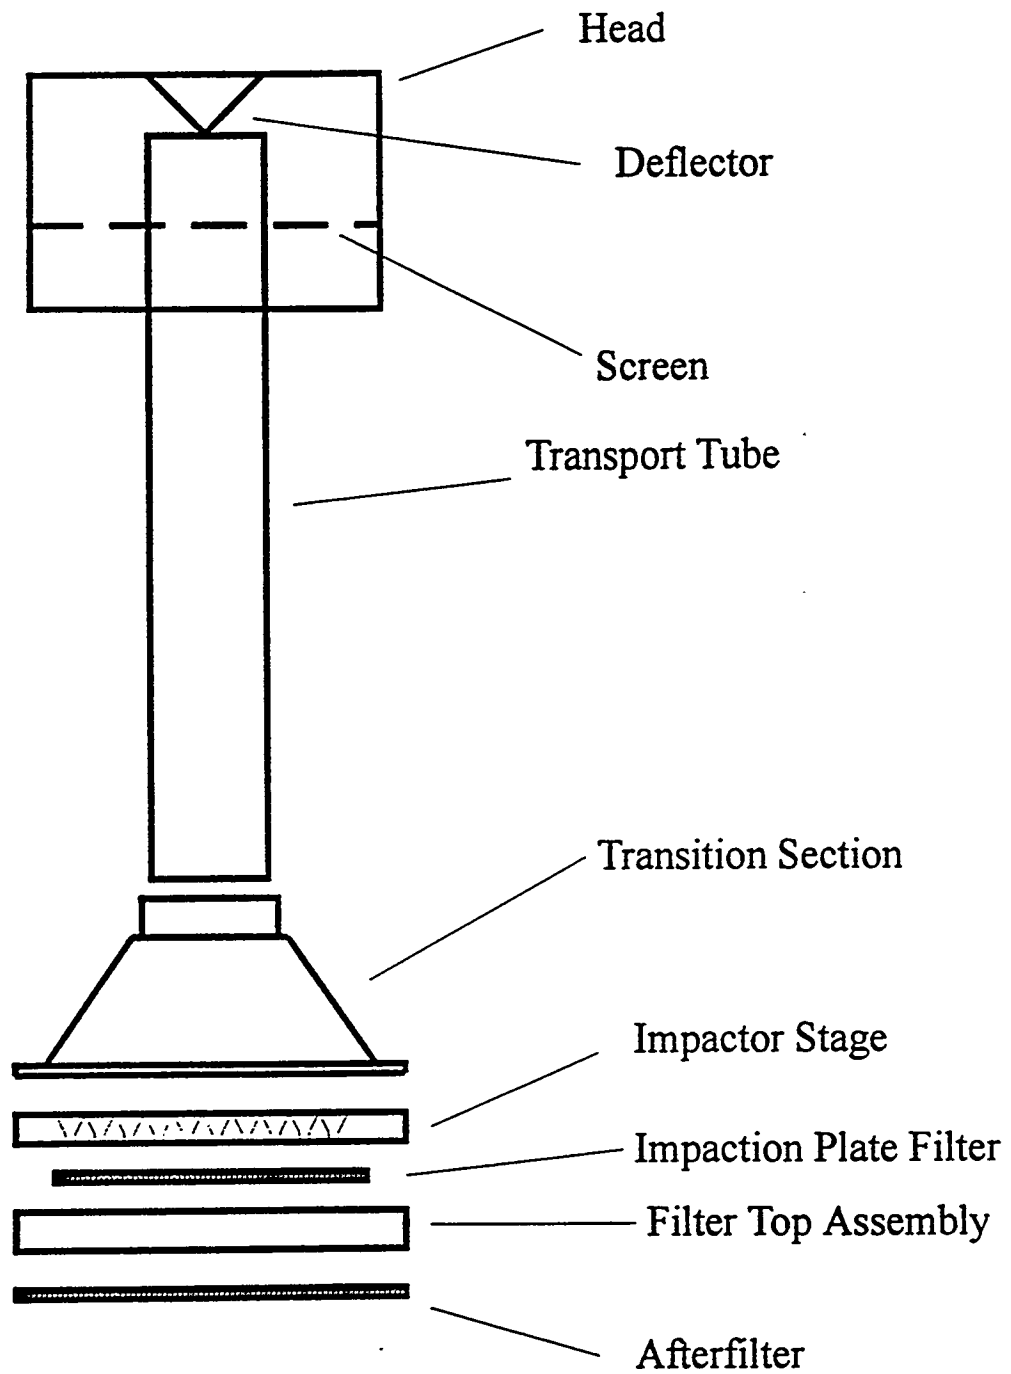 Head
Deflector
Screen
Transport Tube
Transition Section
Impactor Stage
Impaction Plate Filter
Filter Top Assembly
Afterfilter